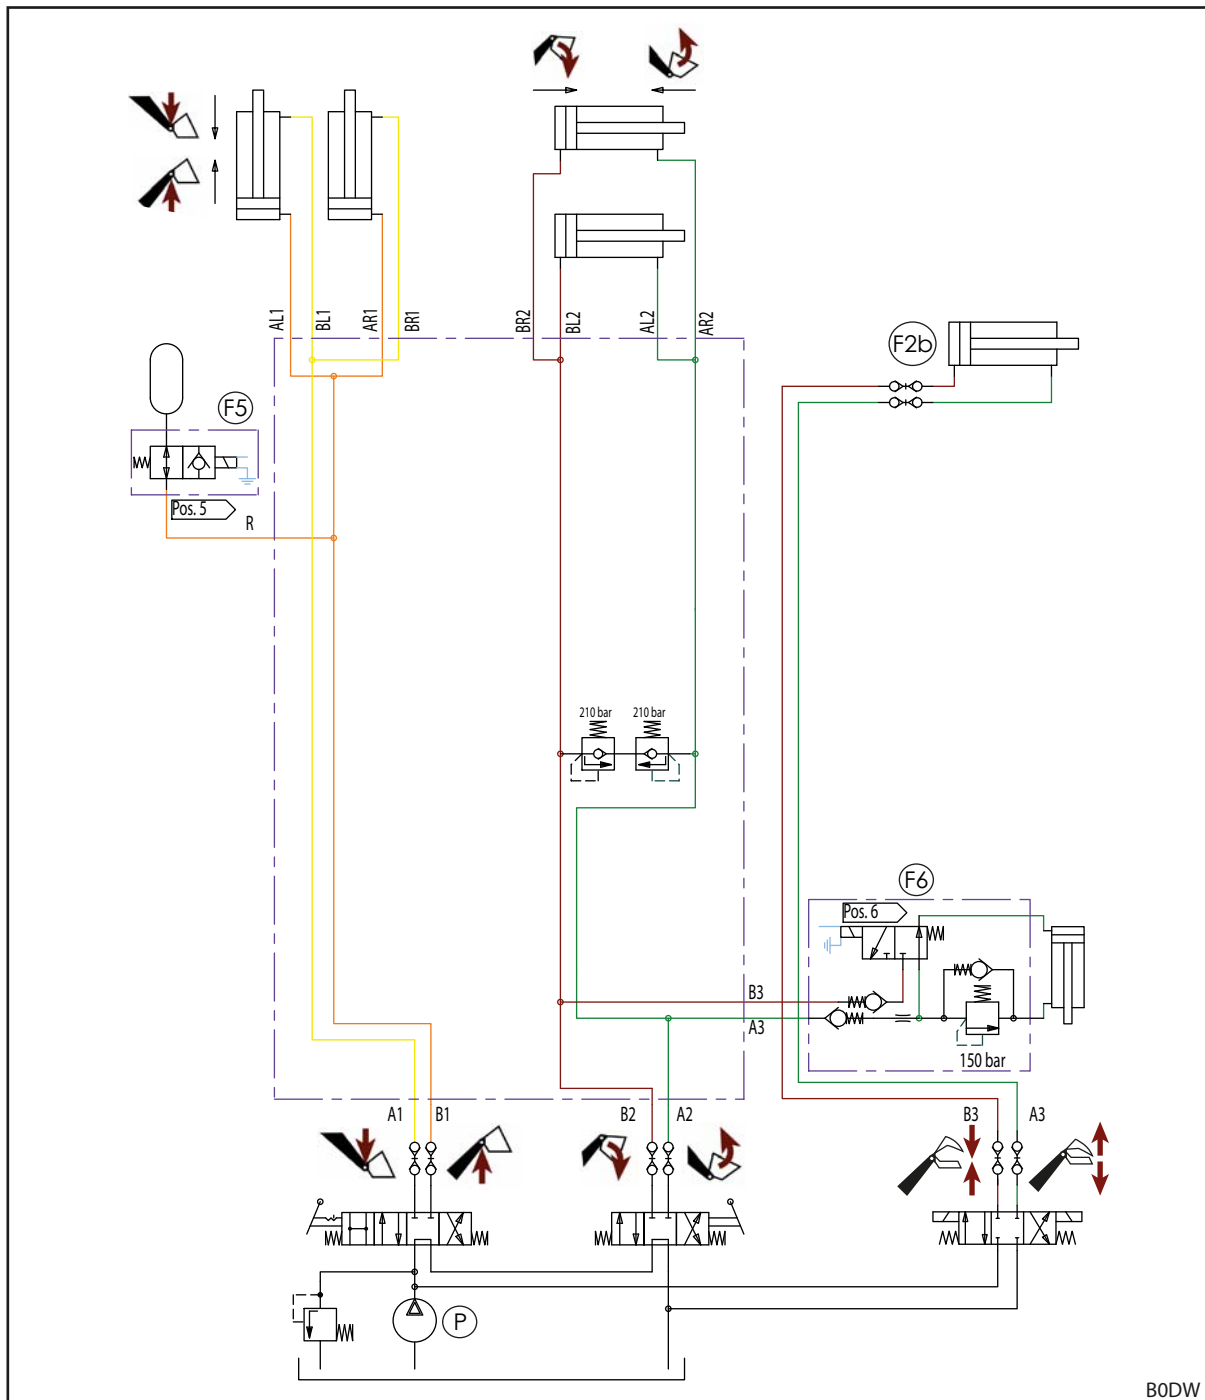 AL1
BL1
AR1
BR1
BR2
BL2
AL2
AR2
F2b
F5
Pos. 5
R
210 bar
210 bar
F6
Pos. 6
B3
A3
150 bar
A1
B1
B2
A2
B3
A3
P
B0DW